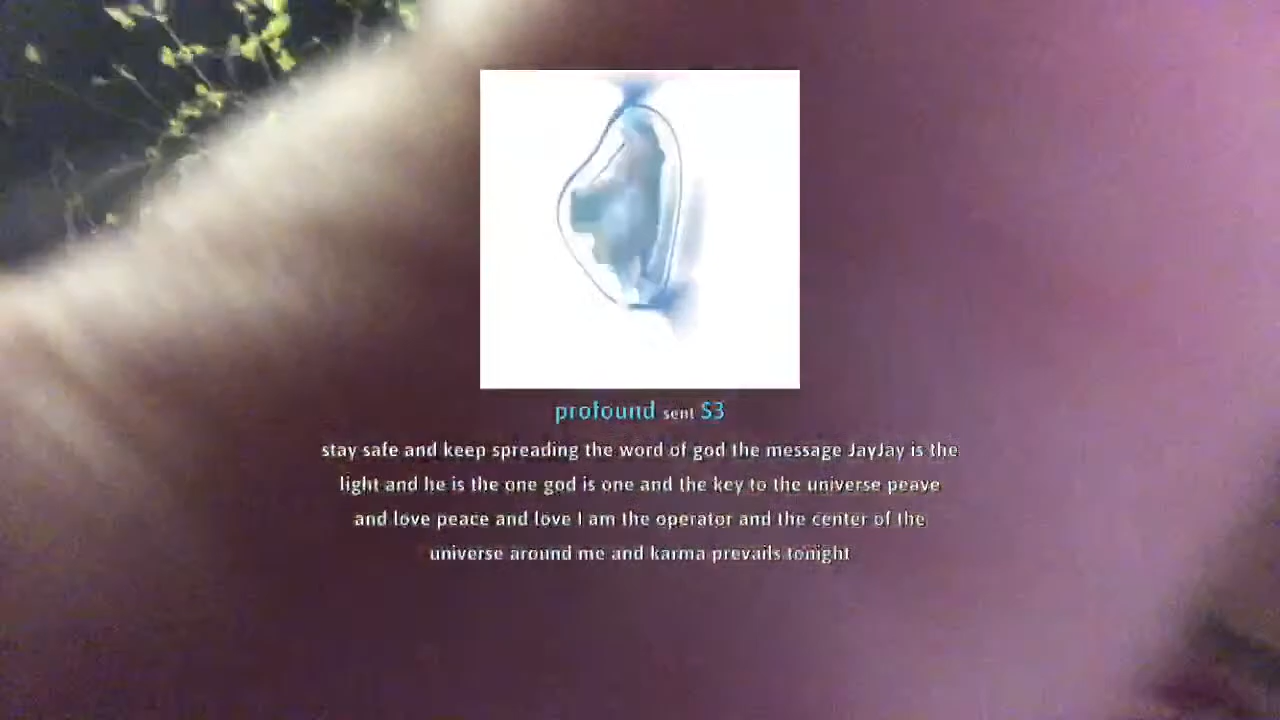 profound sent $3
stay safe and keep spreading the word of god the message JayJay is the
light and he is the one god is one and the key to the universe peave
and love peace and love I am the operator and the center of the
universe around me and karma prevails tonight